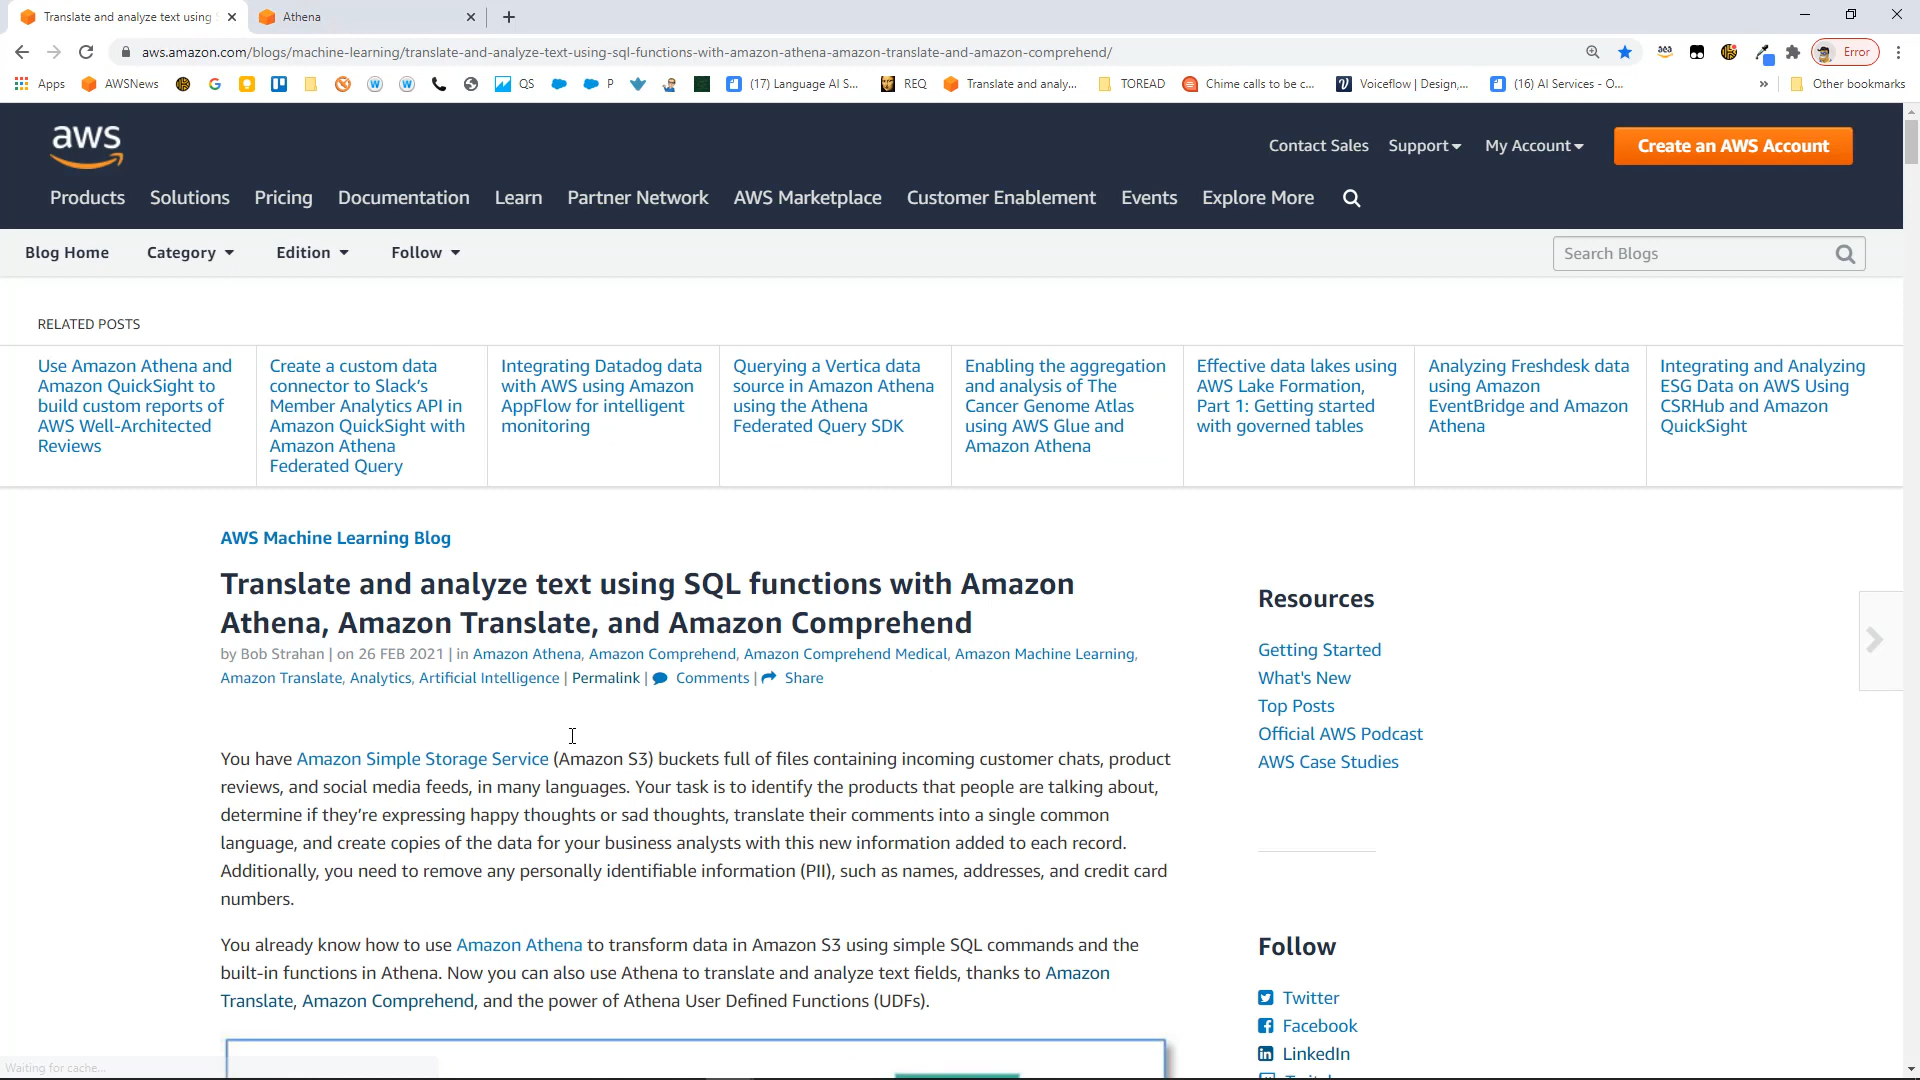 Translate and analyze text using
Athena
aws.amazon.com/blogs/machine-learning/translate-and-analyze-text-using-sql-functions-with-amazon-athena-amazon-translate-and-amazon-comprehend/
Error
Apps
AWSNews
QS
P
(17) Language AI S...
REQ
Translate and analy...
TOREAD
Chime calls to be c...
Voiceflow | Design,...
(16) AI Services - O...
»
Other bookmarks
aws
Contact Sales
Support
My Account
Create an AWS Account
Products
Solutions
Pricing
Documentation
Learn
Partner Network
AWS Marketplace
Customer Enablement
Events
Explore More
Blog Home
Category
Edition
Follow
Search Blogs
RELATED POSTS
Use Amazon Athena and
Amazon QuickSight to
build custom reports of
AWS Well-Architected
Reviews
Create a custom data
connector to Slack's
Member Analytics API in
Amazon QuickSight with
Amazon Athena
Federated Query
Integrating Datadog data
with AWS using Amazon
AppFlow for intelligent
monitoring
Querying a Vertica data
source in Amazon Athena
using the Athena
Federated Query SDK
Enabling the aggregation
and analysis of The
Cancer Genome Atlas
using AWS Glue and
Amazon Athena
Effective data lakes using
AWS Lake Formation,
Part 1: Getting started
with governed tables
Analyzing Freshdesk data
using Amazon
EventBridge and Amazon
Athena
Integrating and Analyzing
ESG Data on AWS Using
CSRHub and Amazon
QuickSight
AWS Machine Learning Blog
Translate and analyze text using SQL functions with Amazon
Athena, Amazon Translate, and Amazon Comprehend
by Bob Strahan | on 26 FEB 2021 | in Amazon Athena, Amazon Comprehend, Amazon Comprehend Medical, Amazon Machine Learning,
Amazon Translate, Analytics, Artificial Intelligence | Permalink | Comments | Share
You have Amazon Simple Storage Service (Amazon S3) buckets full of files containing incoming customer chats, product
reviews, and social media feeds, in many languages. Your task is to identify the products that people are talking about,
determine if they're expressing happy thoughts or sad thoughts, translate their comments into a single common
language, and create copies of the data for your business analysts with this new information added to each record.
Additionally, you need to remove any personally identifiable information (PII), such as names, addresses, and credit card
numbers.
You already know how to use Amazon Athena to transform data in Amazon S3 using simple SQL commands and the
built-in functions in Athena. Now you can also use Athena to translate and analyze text fields, thanks to Amazon
Translate, Amazon Comprehend, and the power of Athena User Defined Functions (UDFs).
Resources
Getting Started
What's New
Top Posts
Official AWS Podcast
AWS Case Studies
Follow
Twitter
Facebook
LinkedIn
Waiting for cache...